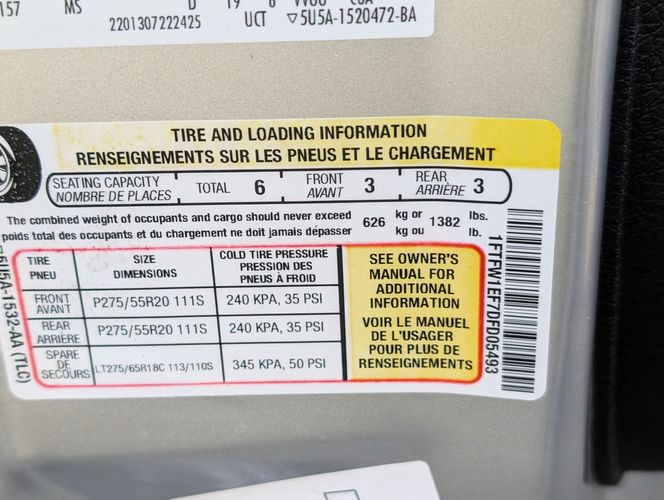 157 MS D 19 6
2201307222425 UCT ▽5U5A-1520472-BA
TIRE AND LOADING INFORMATION
RENSEIGNEMENTS SUR LES PNEUS ET LE CHARGEMENT
SEATING CAPACITY
NOMBRE DE PLACES
TOTAL 6
FRONT
AVANT
3
REAR
ARRIÈRE
3
The combined weight of occupants and cargo should never exceed 626 kg or 1382 lbs.
poids total des occupants et du chargement ne doit jamais dépasser kg ou lb.
TIRE
PNEU
SIZE
DIMENSIONS
COLD TIRE PRESSURE
PRESSION DES
PNEUS À FROID
FRONT
AVANT
P275/55R20 111S
240 KPA, 35 PSI
REAR
ARRIÈRE
P275/55R20 111S
240 KPA, 35 PSI
SPARE
DE
SECOURS
LT275/65R18C 113/110S
345 KPA, 50 PSI
SEE OWNER'S
MANUAL FOR
ADDITIONAL
INFORMATION
VOIR LE MANUEL
DE L'USAGER
POUR PLUS DE
RENSEIGNEMENTS
5U5A-1532-AA (TLC)
1FTFW1EF7DFD05493